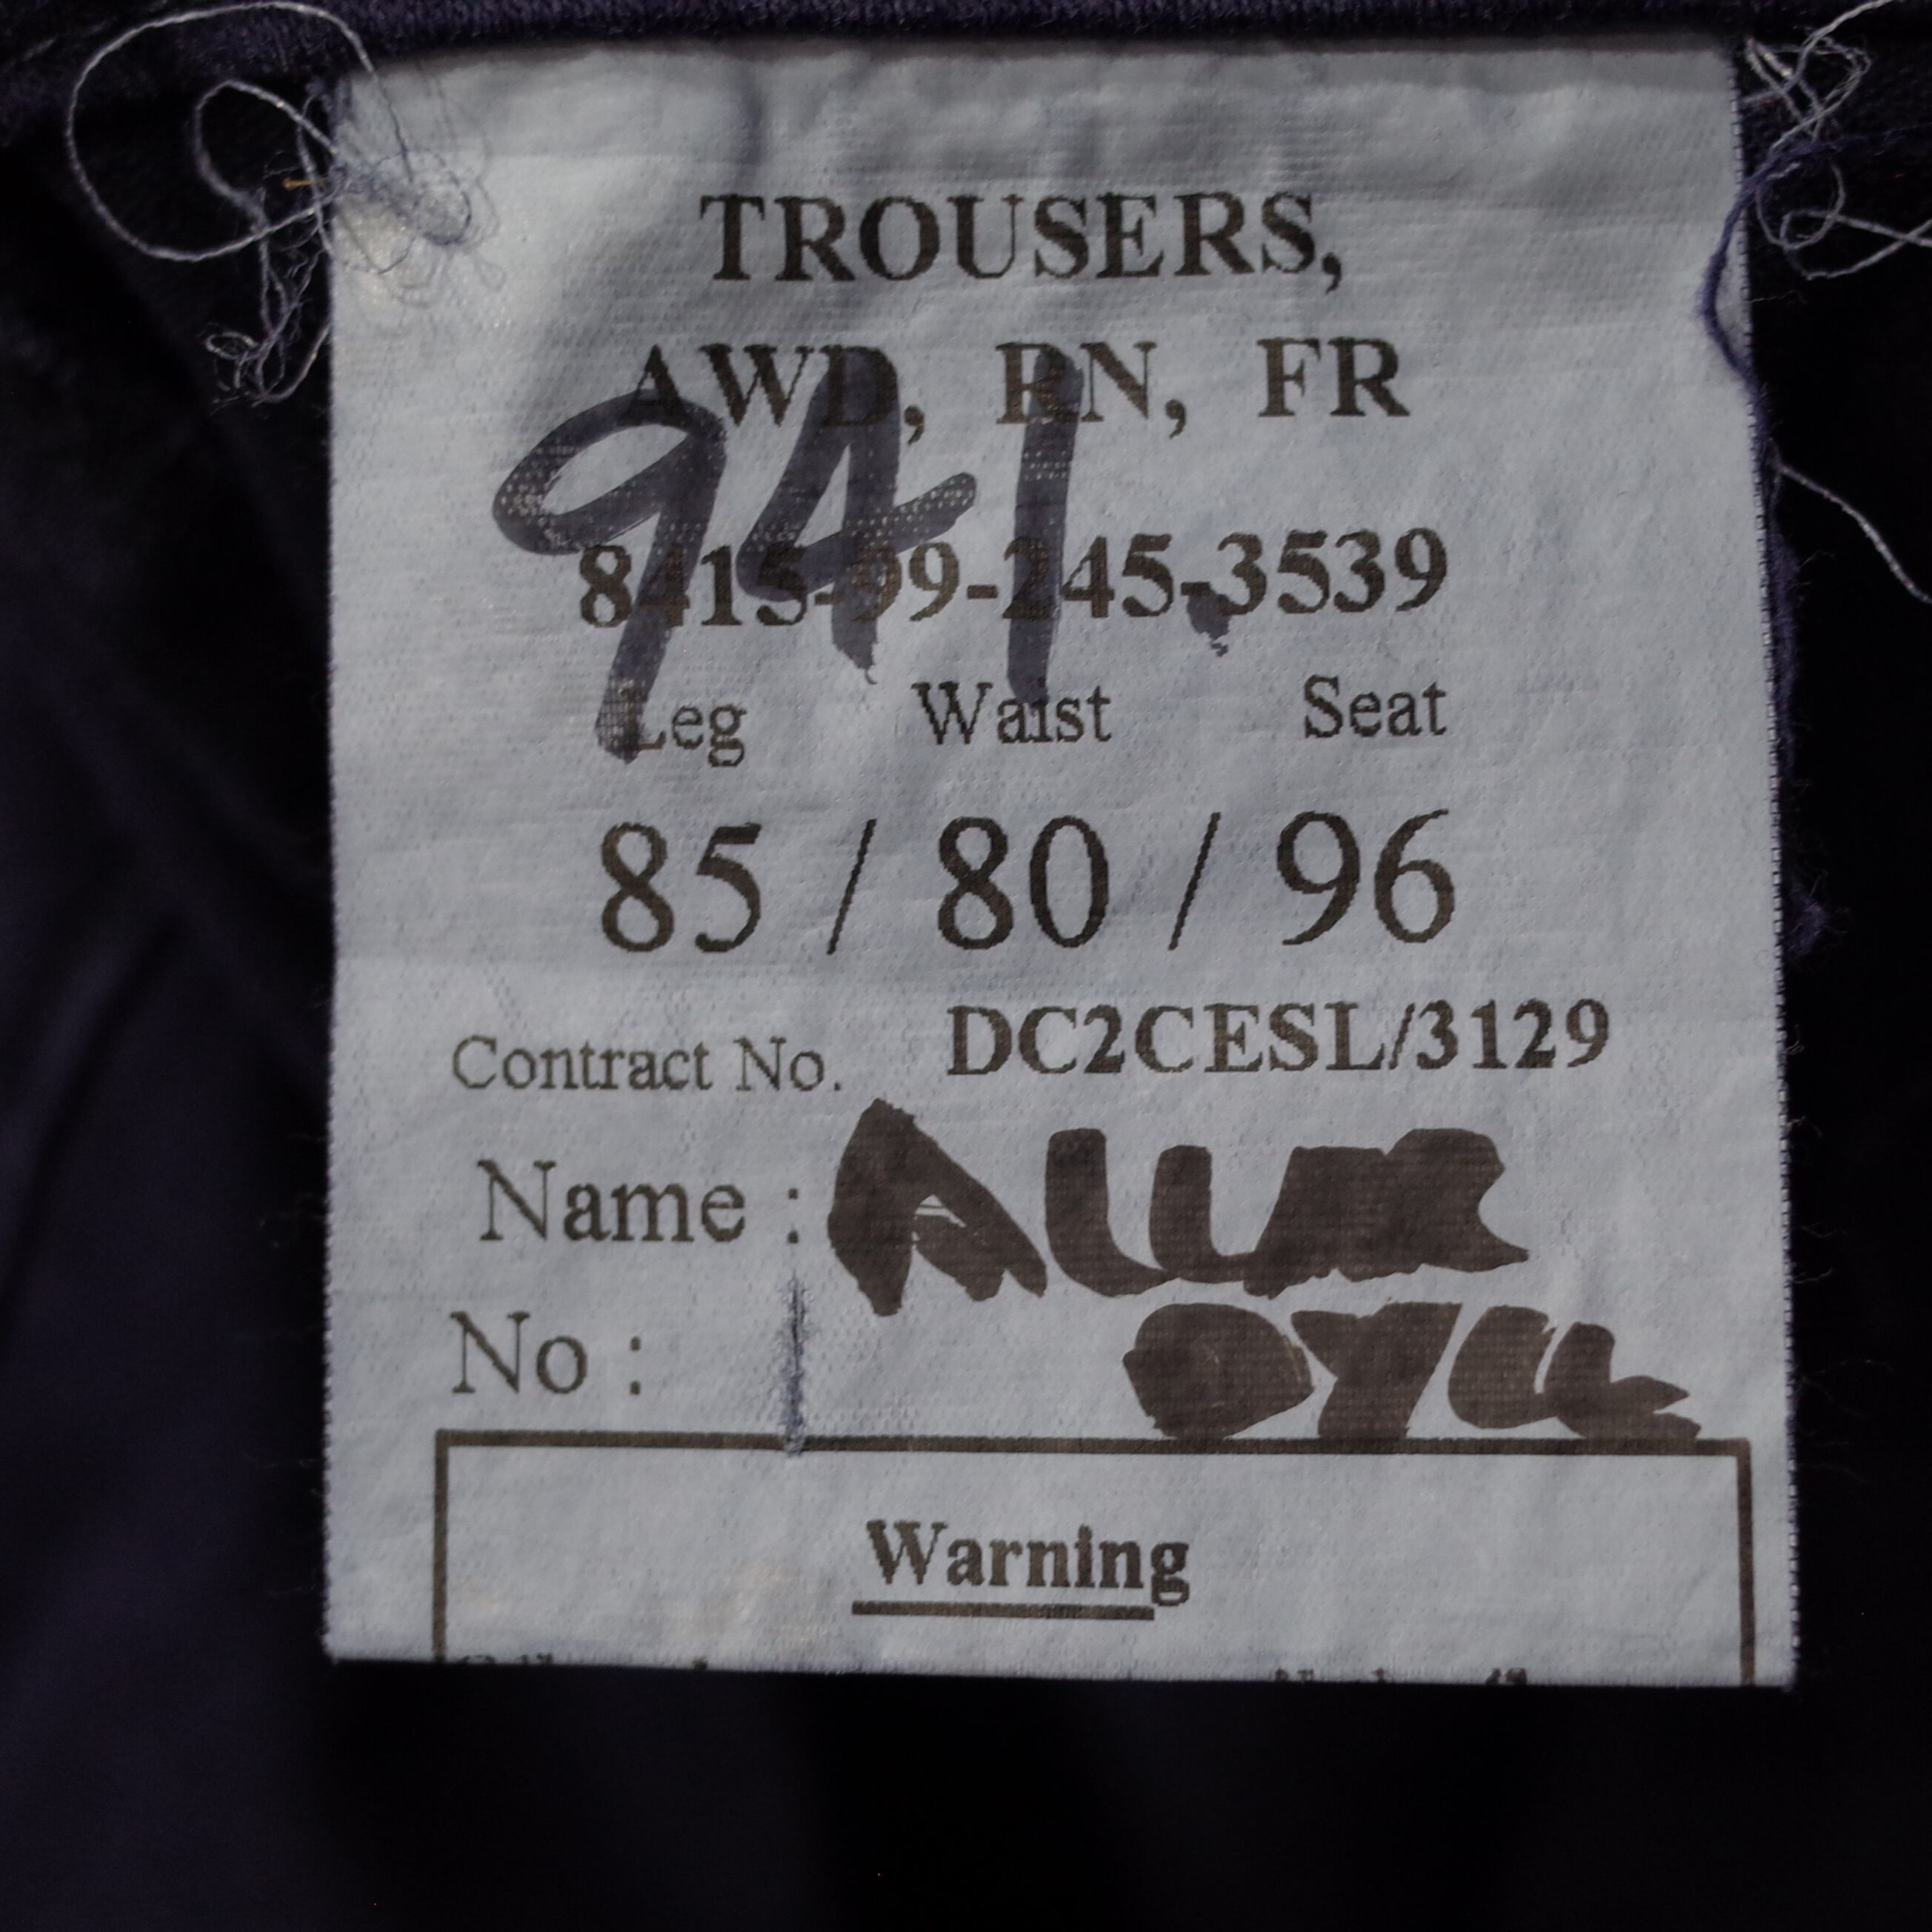 TROUSERS,
AWD, RN, FR
941
8415-99-245-3539
Leg Waist Seat
85 / 80 / 96
Contract No. DC2CESL/3129
Name :
No :
Warning